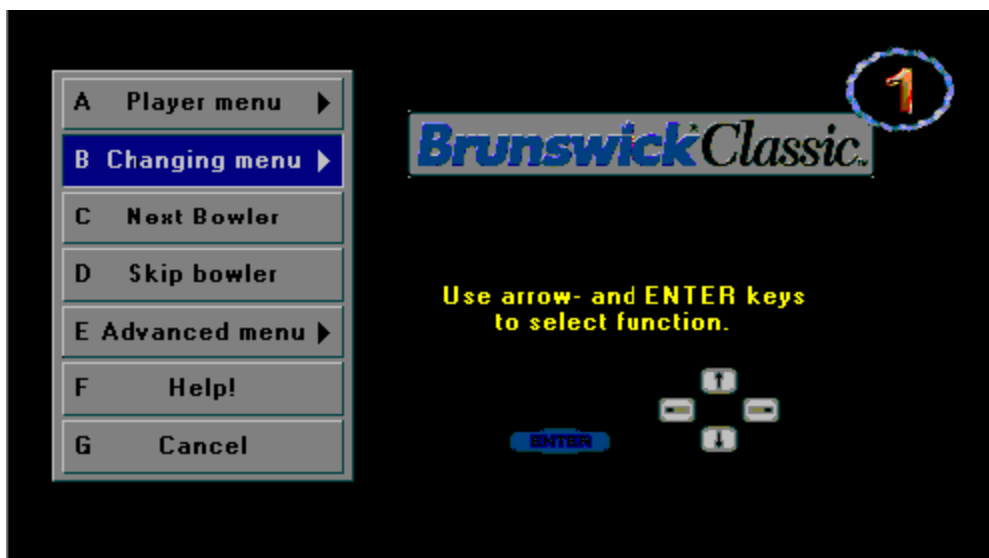 A Player menu
B Changing menu
C Next Bowler
D Skip bowler
E Advanced menu
F Help!
G Cancel
1
Brunswick Classic™
Use arrow- and ENTER keys
to select function.
ENTER